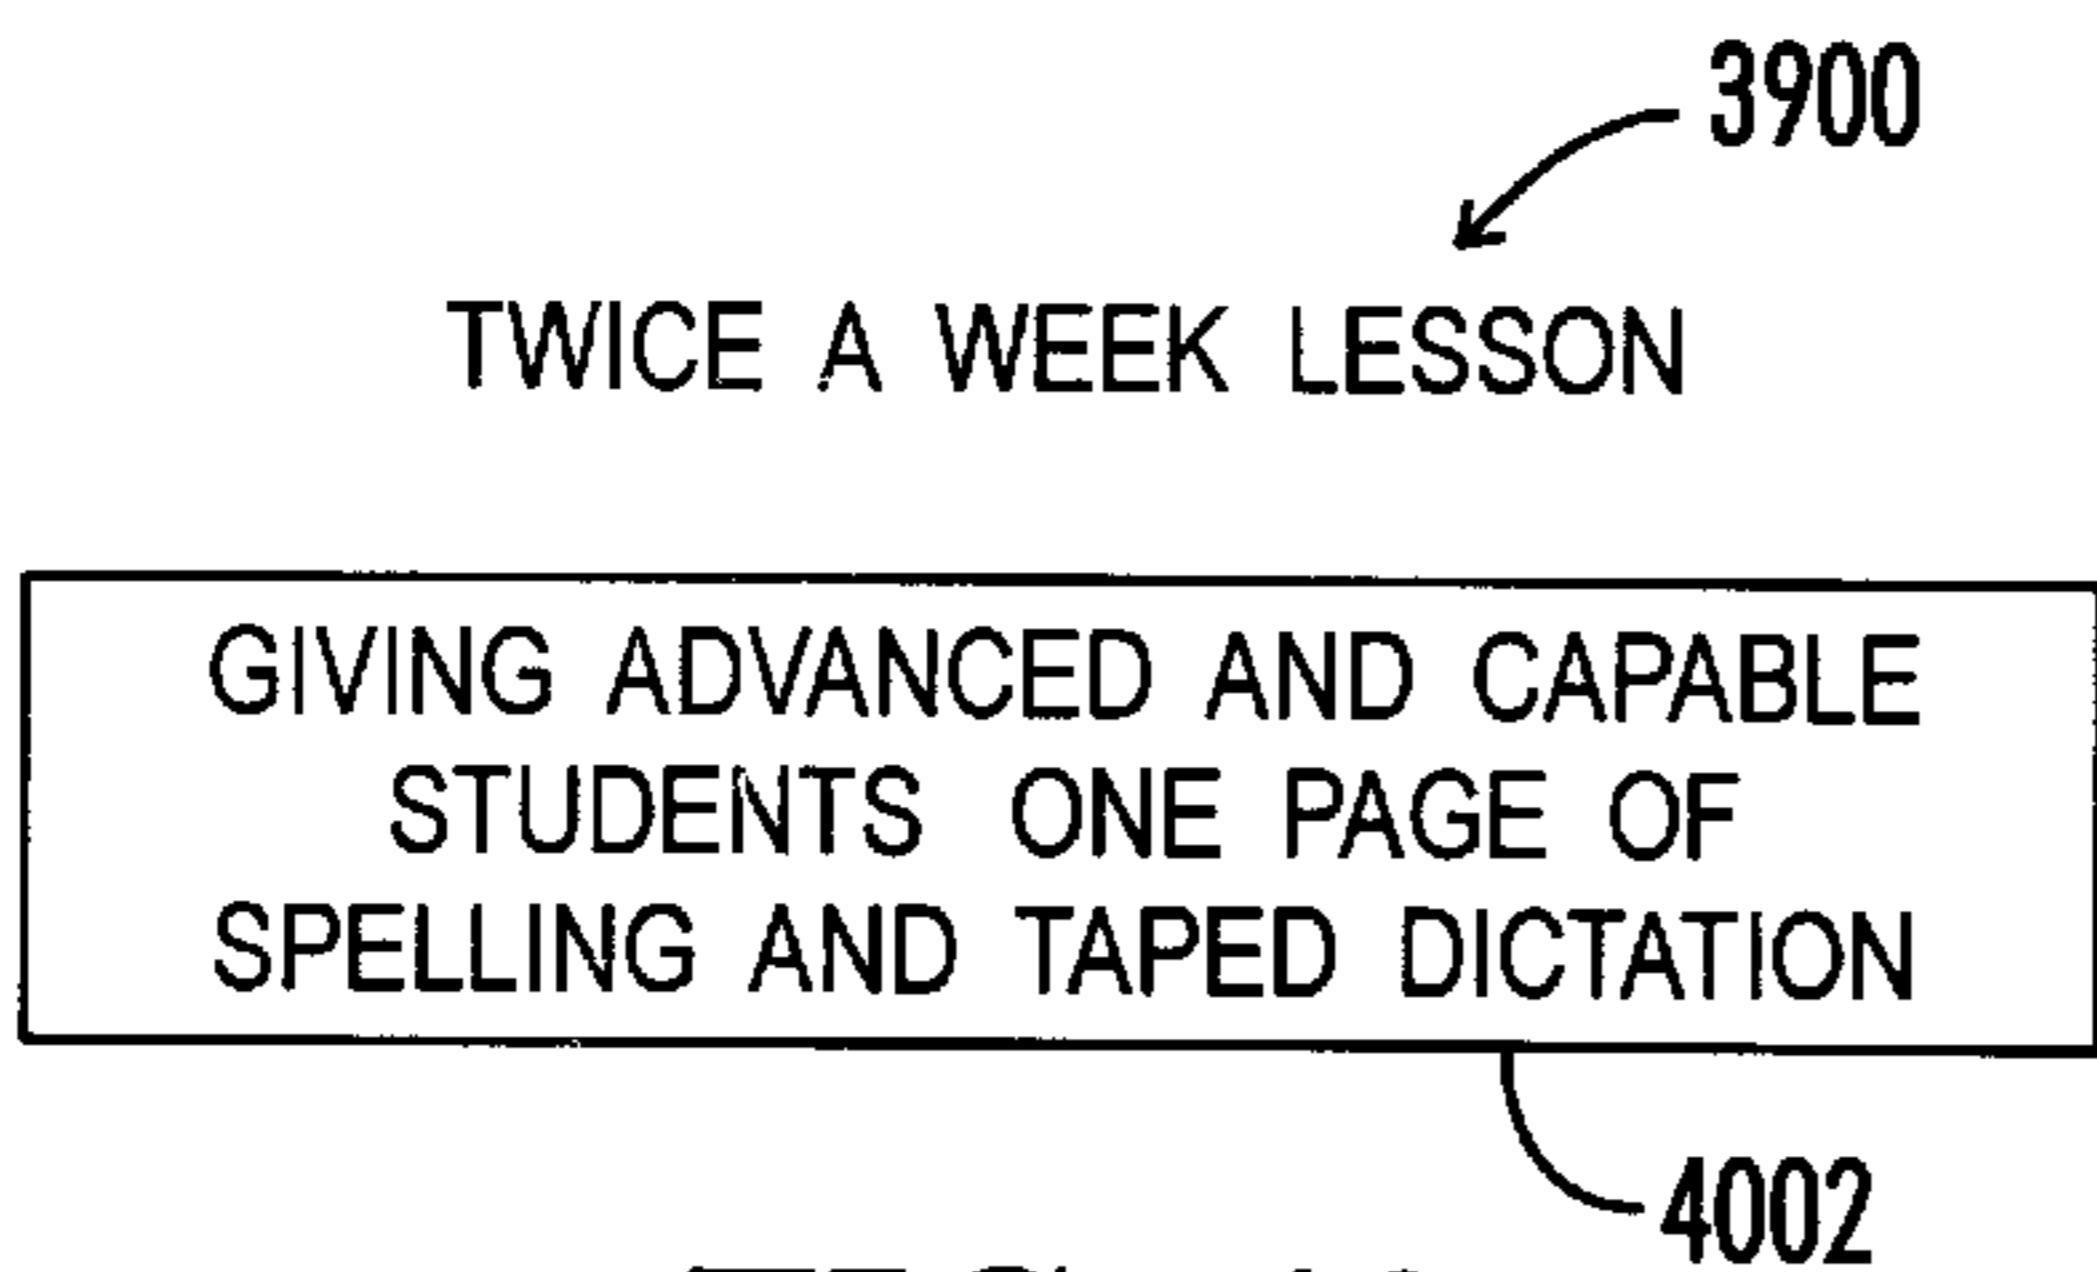 3900
TWICE A WEEK LESSON
GIVING ADVANCED AND CAPABLE
STUDENTS ONE PAGE OF
SPELLING AND TAPED DICTATION
4002